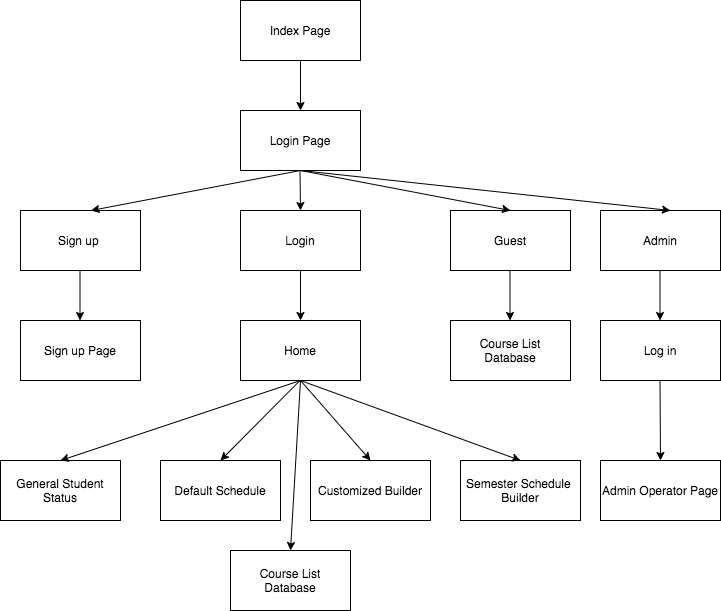 Index Page
Login Page
Sign up
Login
Guest
Admin
Sign up Page
Home
Course List
Database
Log in
General Student
Status
Default Schedule
Customized Builder
Semester Schedule
Builder
Admin Operator Page
Course List
Database